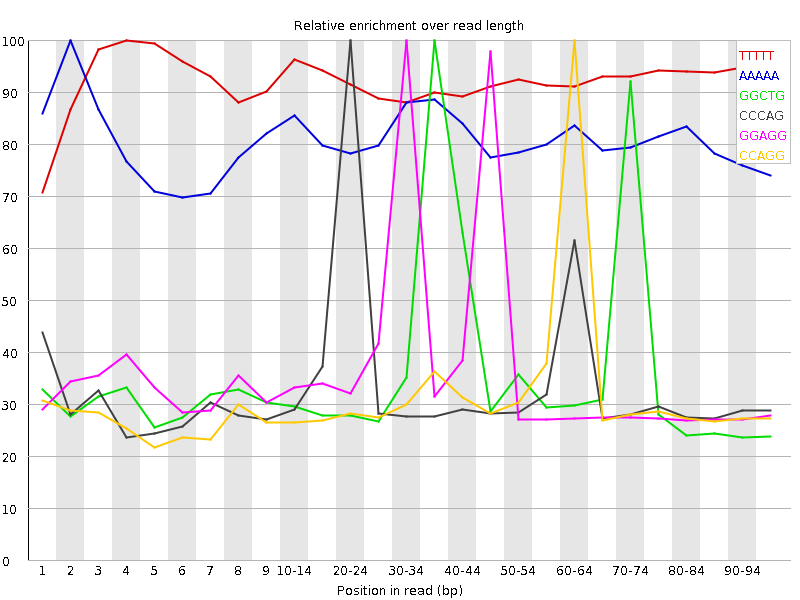 Relative enrichment over read length
100
90
80
70
60
50
40
30
20
10
0
TTTTT
AAAAA
GGCTG
CCCAG
GGAGG
CCAGG
1 2 3 4 5 6 7 8 9 10-14 20-24 30-34 40-44 50-54 60-64 70-74 80-84 90-94
Position in read (bp)